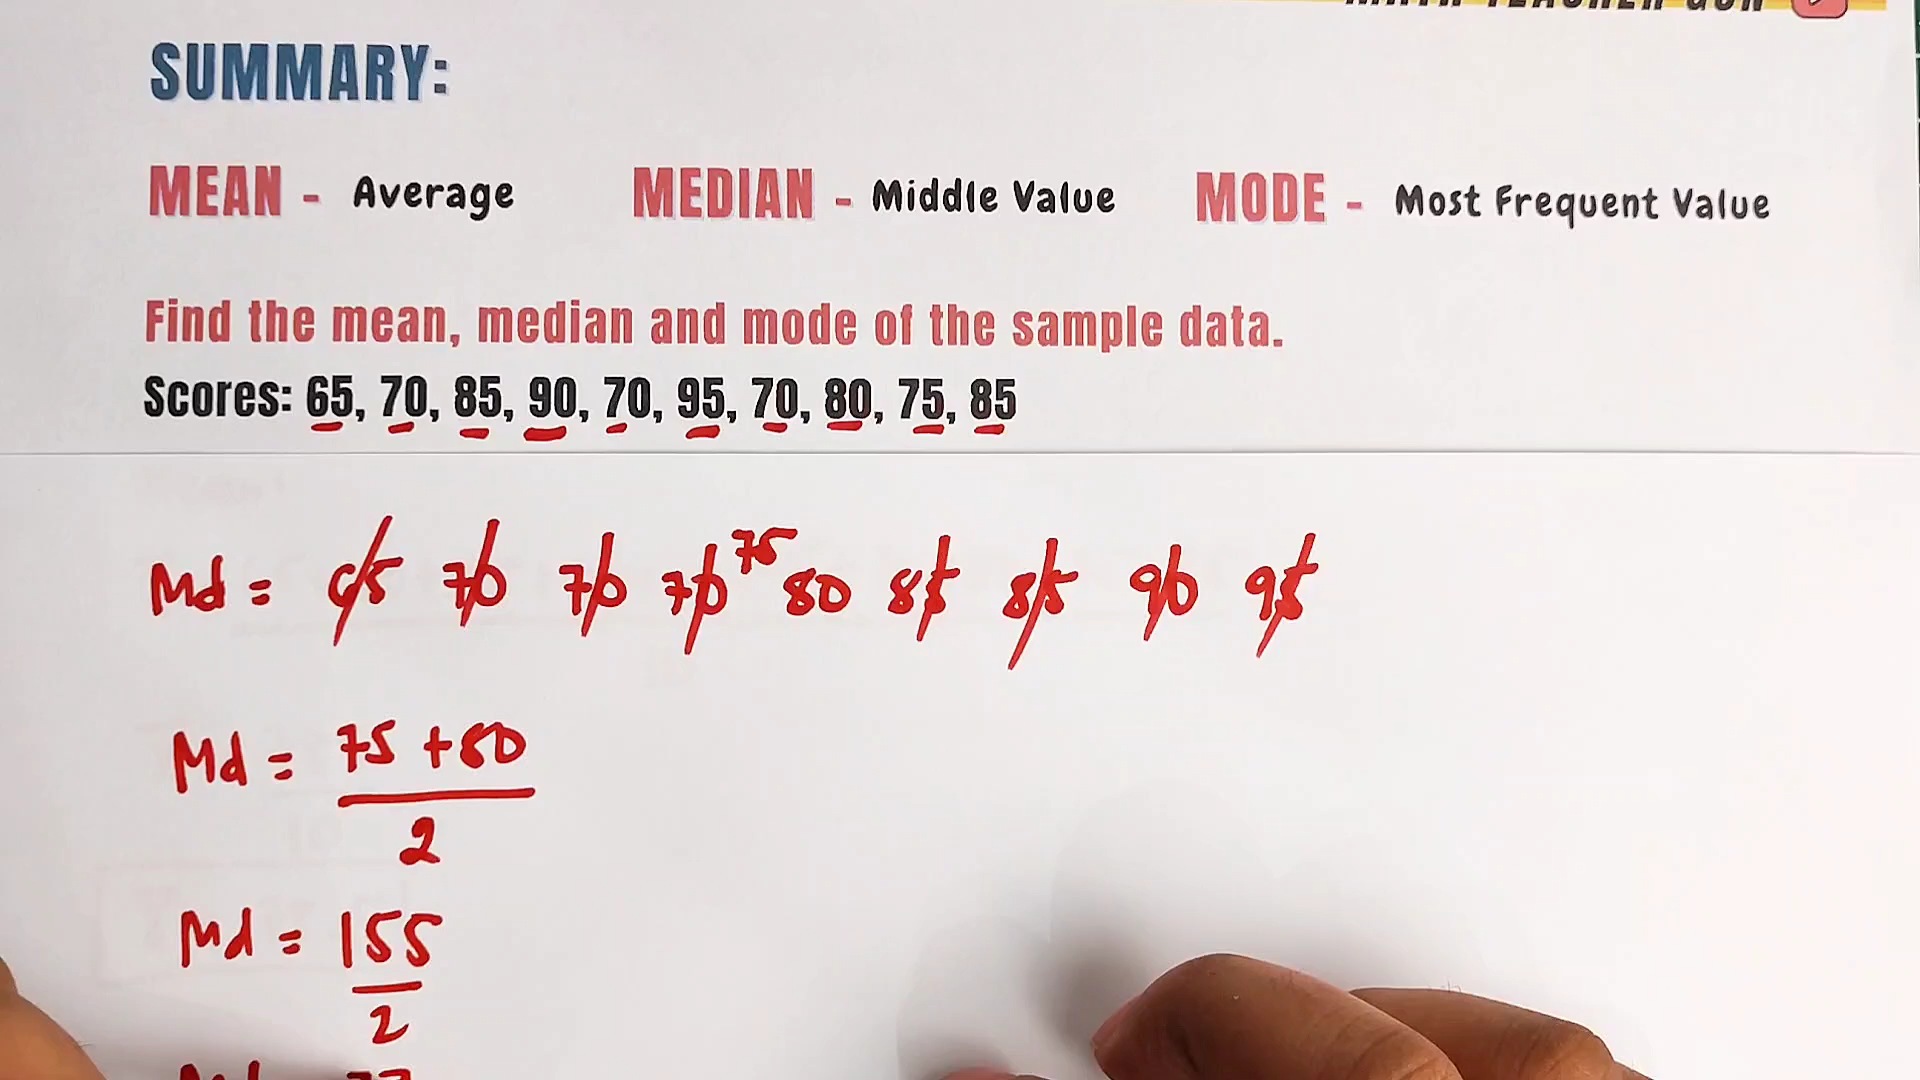 SUMMARY:
MEAN - Average MEDIAN - Middle Value MODE - Most Frequent Value
Find the mean, median and mode of the sample data.
Scores: 65, 70, 85, 90, 70, 95, 70, 80, 75, 85
Md = 65 70 70 70 75 80 85 85 90 95
Md = 75 + 80
2
Md = 155
2